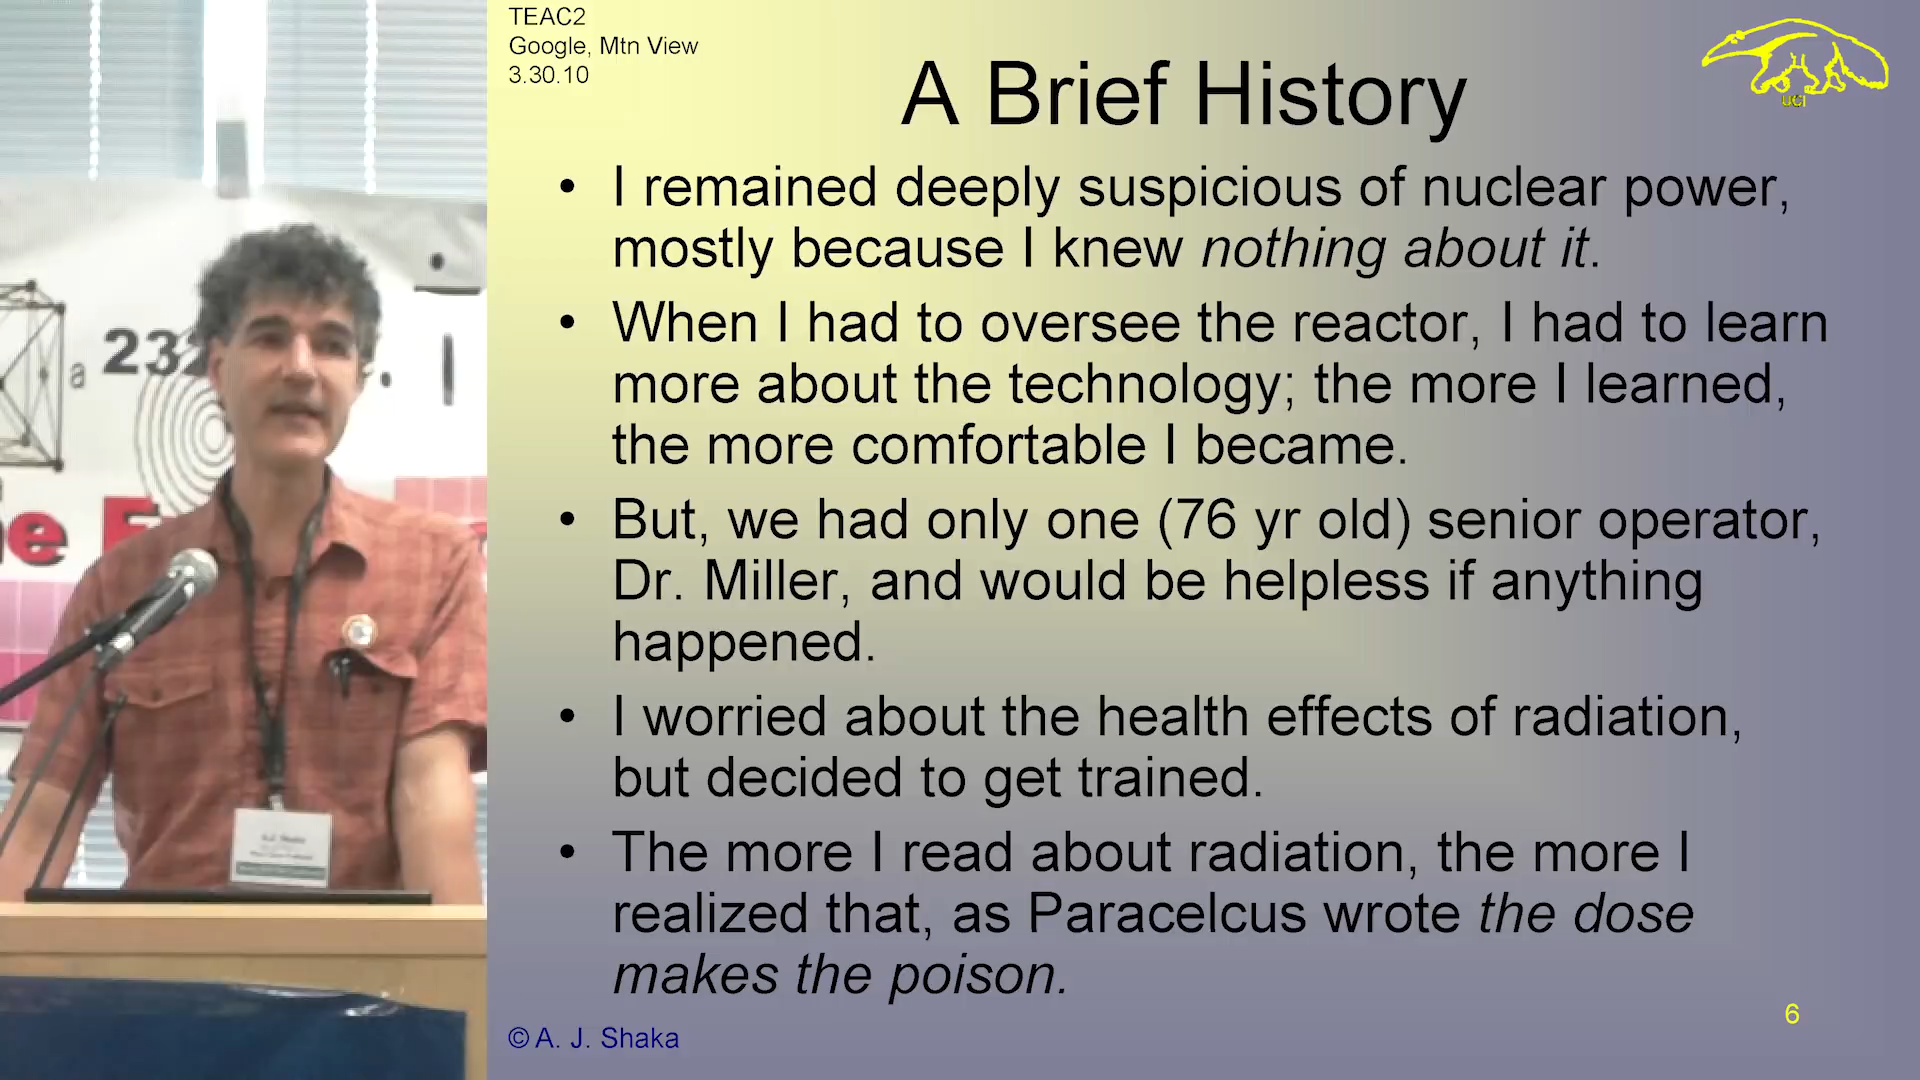 TEAC2
Google, Mtn View
3.30.10
A Brief History
UCI
• I remained deeply suspicious of nuclear power,
mostly because I knew nothing about it.
• When I had to oversee the reactor, I had to learn
more about the technology; the more I learned,
the more comfortable I became.
• But, we had only one (76 yr old) senior operator,
Dr. Miller, and would be helpless if anything
happened.
• I worried about the health effects of radiation,
but decided to get trained.
• The more I read about radiation, the more I
realized that, as Paracelcus wrote the dose
makes the poison.
6
© A. J. Shaka
a 232
A.J. Shaka